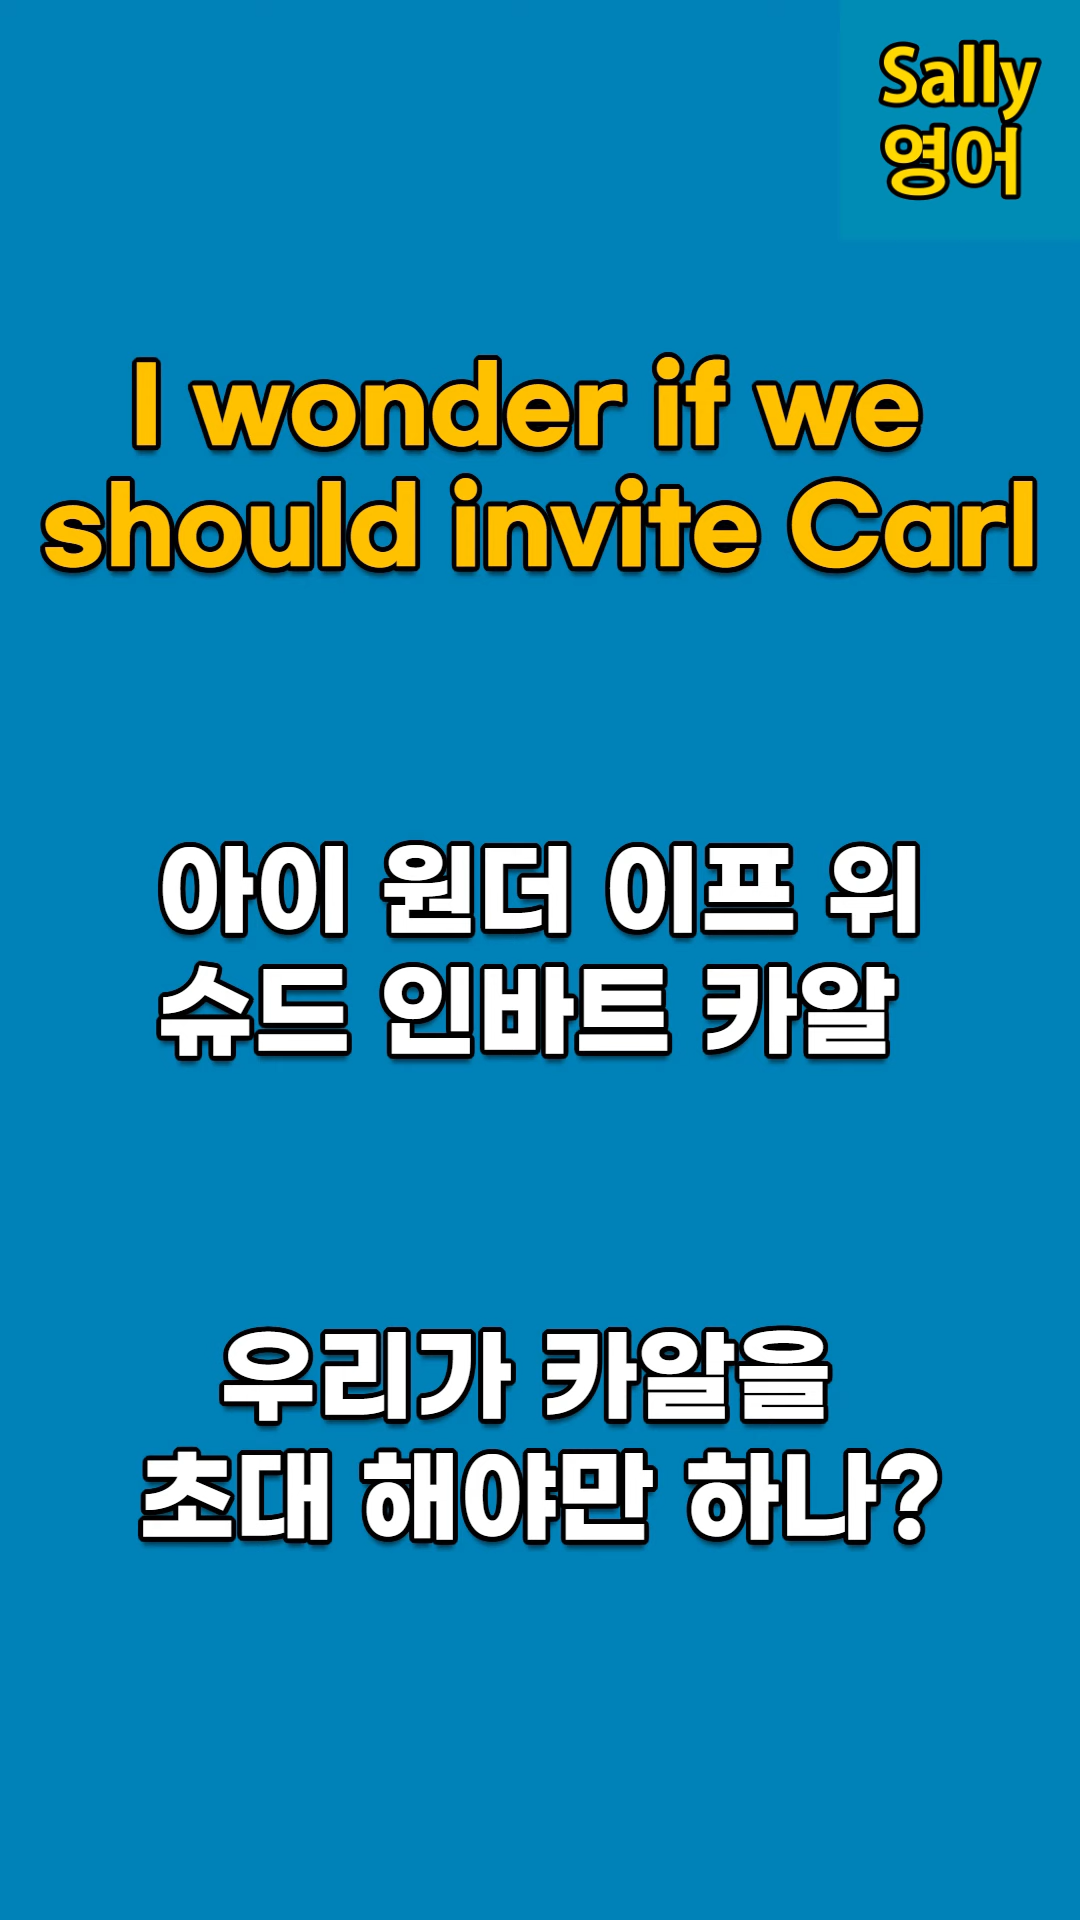 Sally
영어
I wonder if we
should invite Carl
아이 원더 이프 위
슈드 인바트 카알
우리가 카알을
초대 해야만 하나?